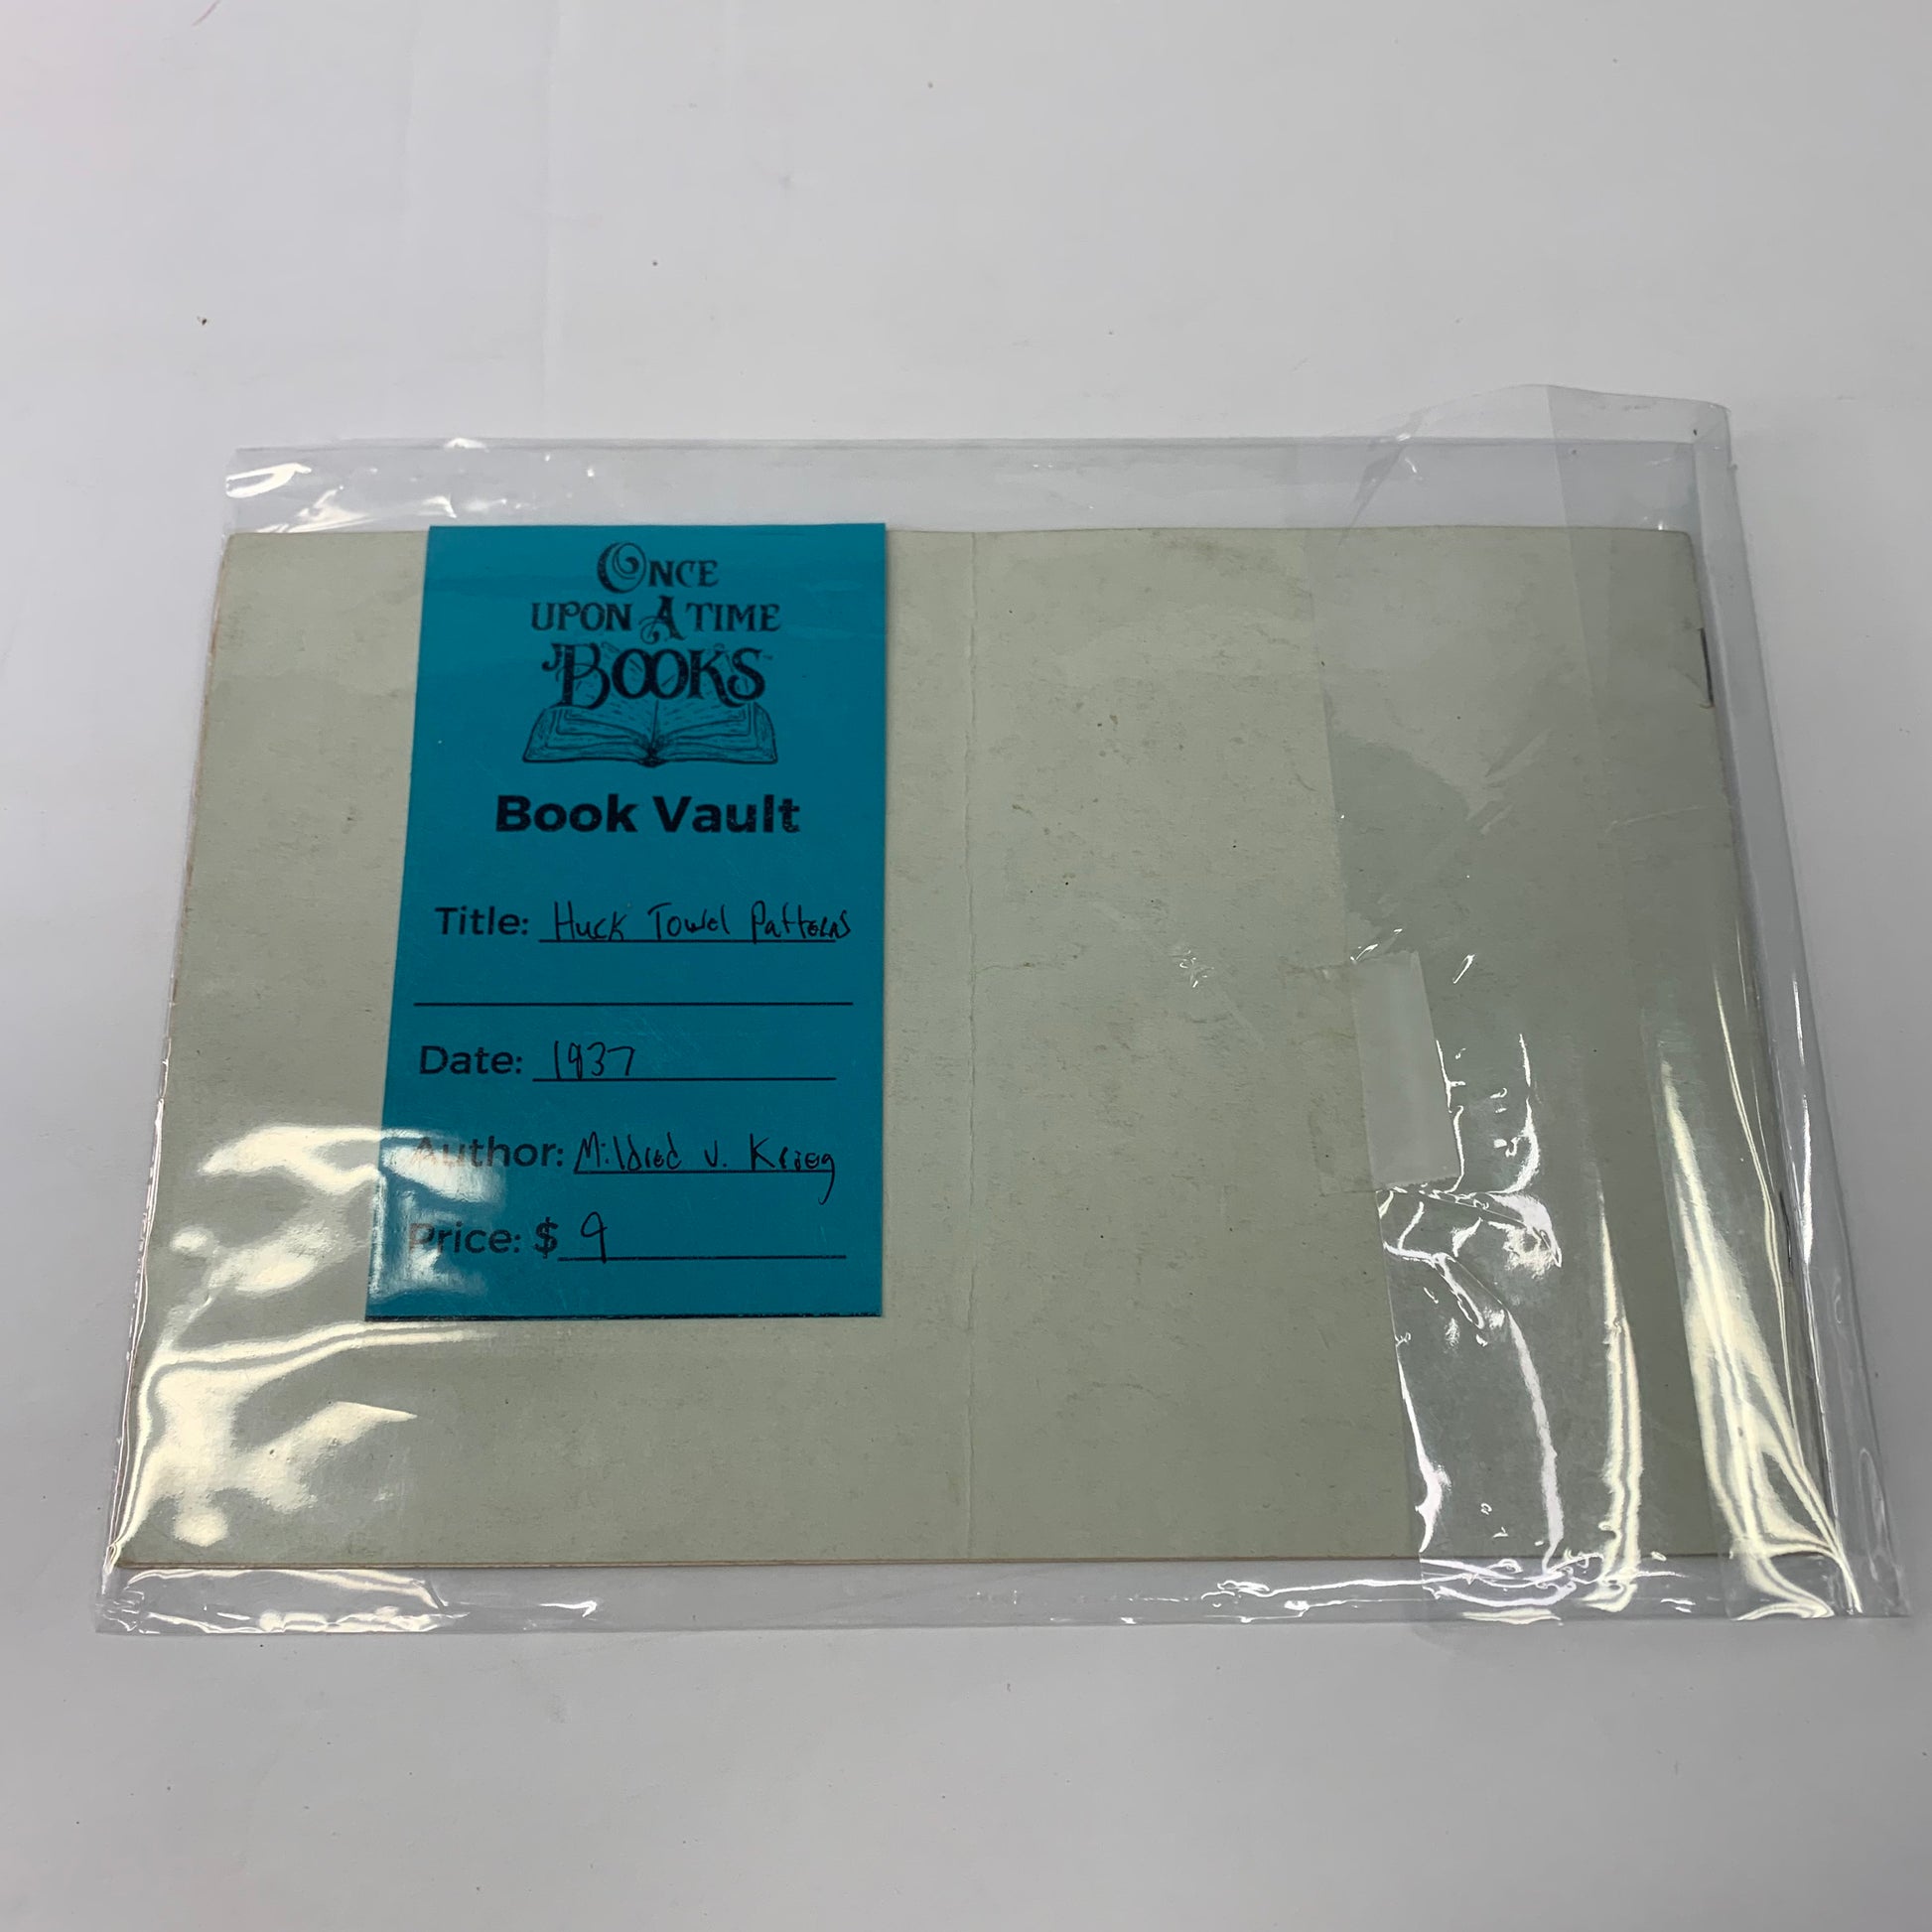 ONCE
UPON A TIME
BOOKS
Book Vault
Title: Huck Towel Patterns
Date: 1937
Author: Mildred V. Krieg
Price: $ 9